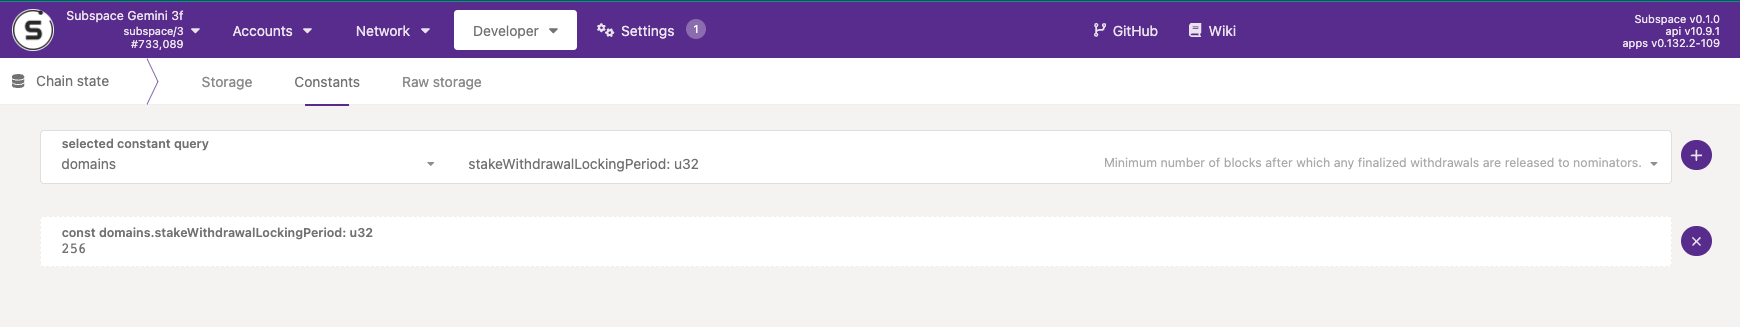 S
Subspace Gemini 3f
subspace/3
#733,089
Accounts
Network
Developer
Settings
1
GitHub
Wiki
Subspace v0.1.0
api v10.9.1
apps v0.132.2-109
Chain state
Storage
Constants
Raw storage
selected constant query
domains
stakeWithdrawalLockingPeriod: u32
Minimum number of blocks after which any finalized withdrawals are released to nominators.
const domains.stakeWithdrawalLockingPeriod: u32
256